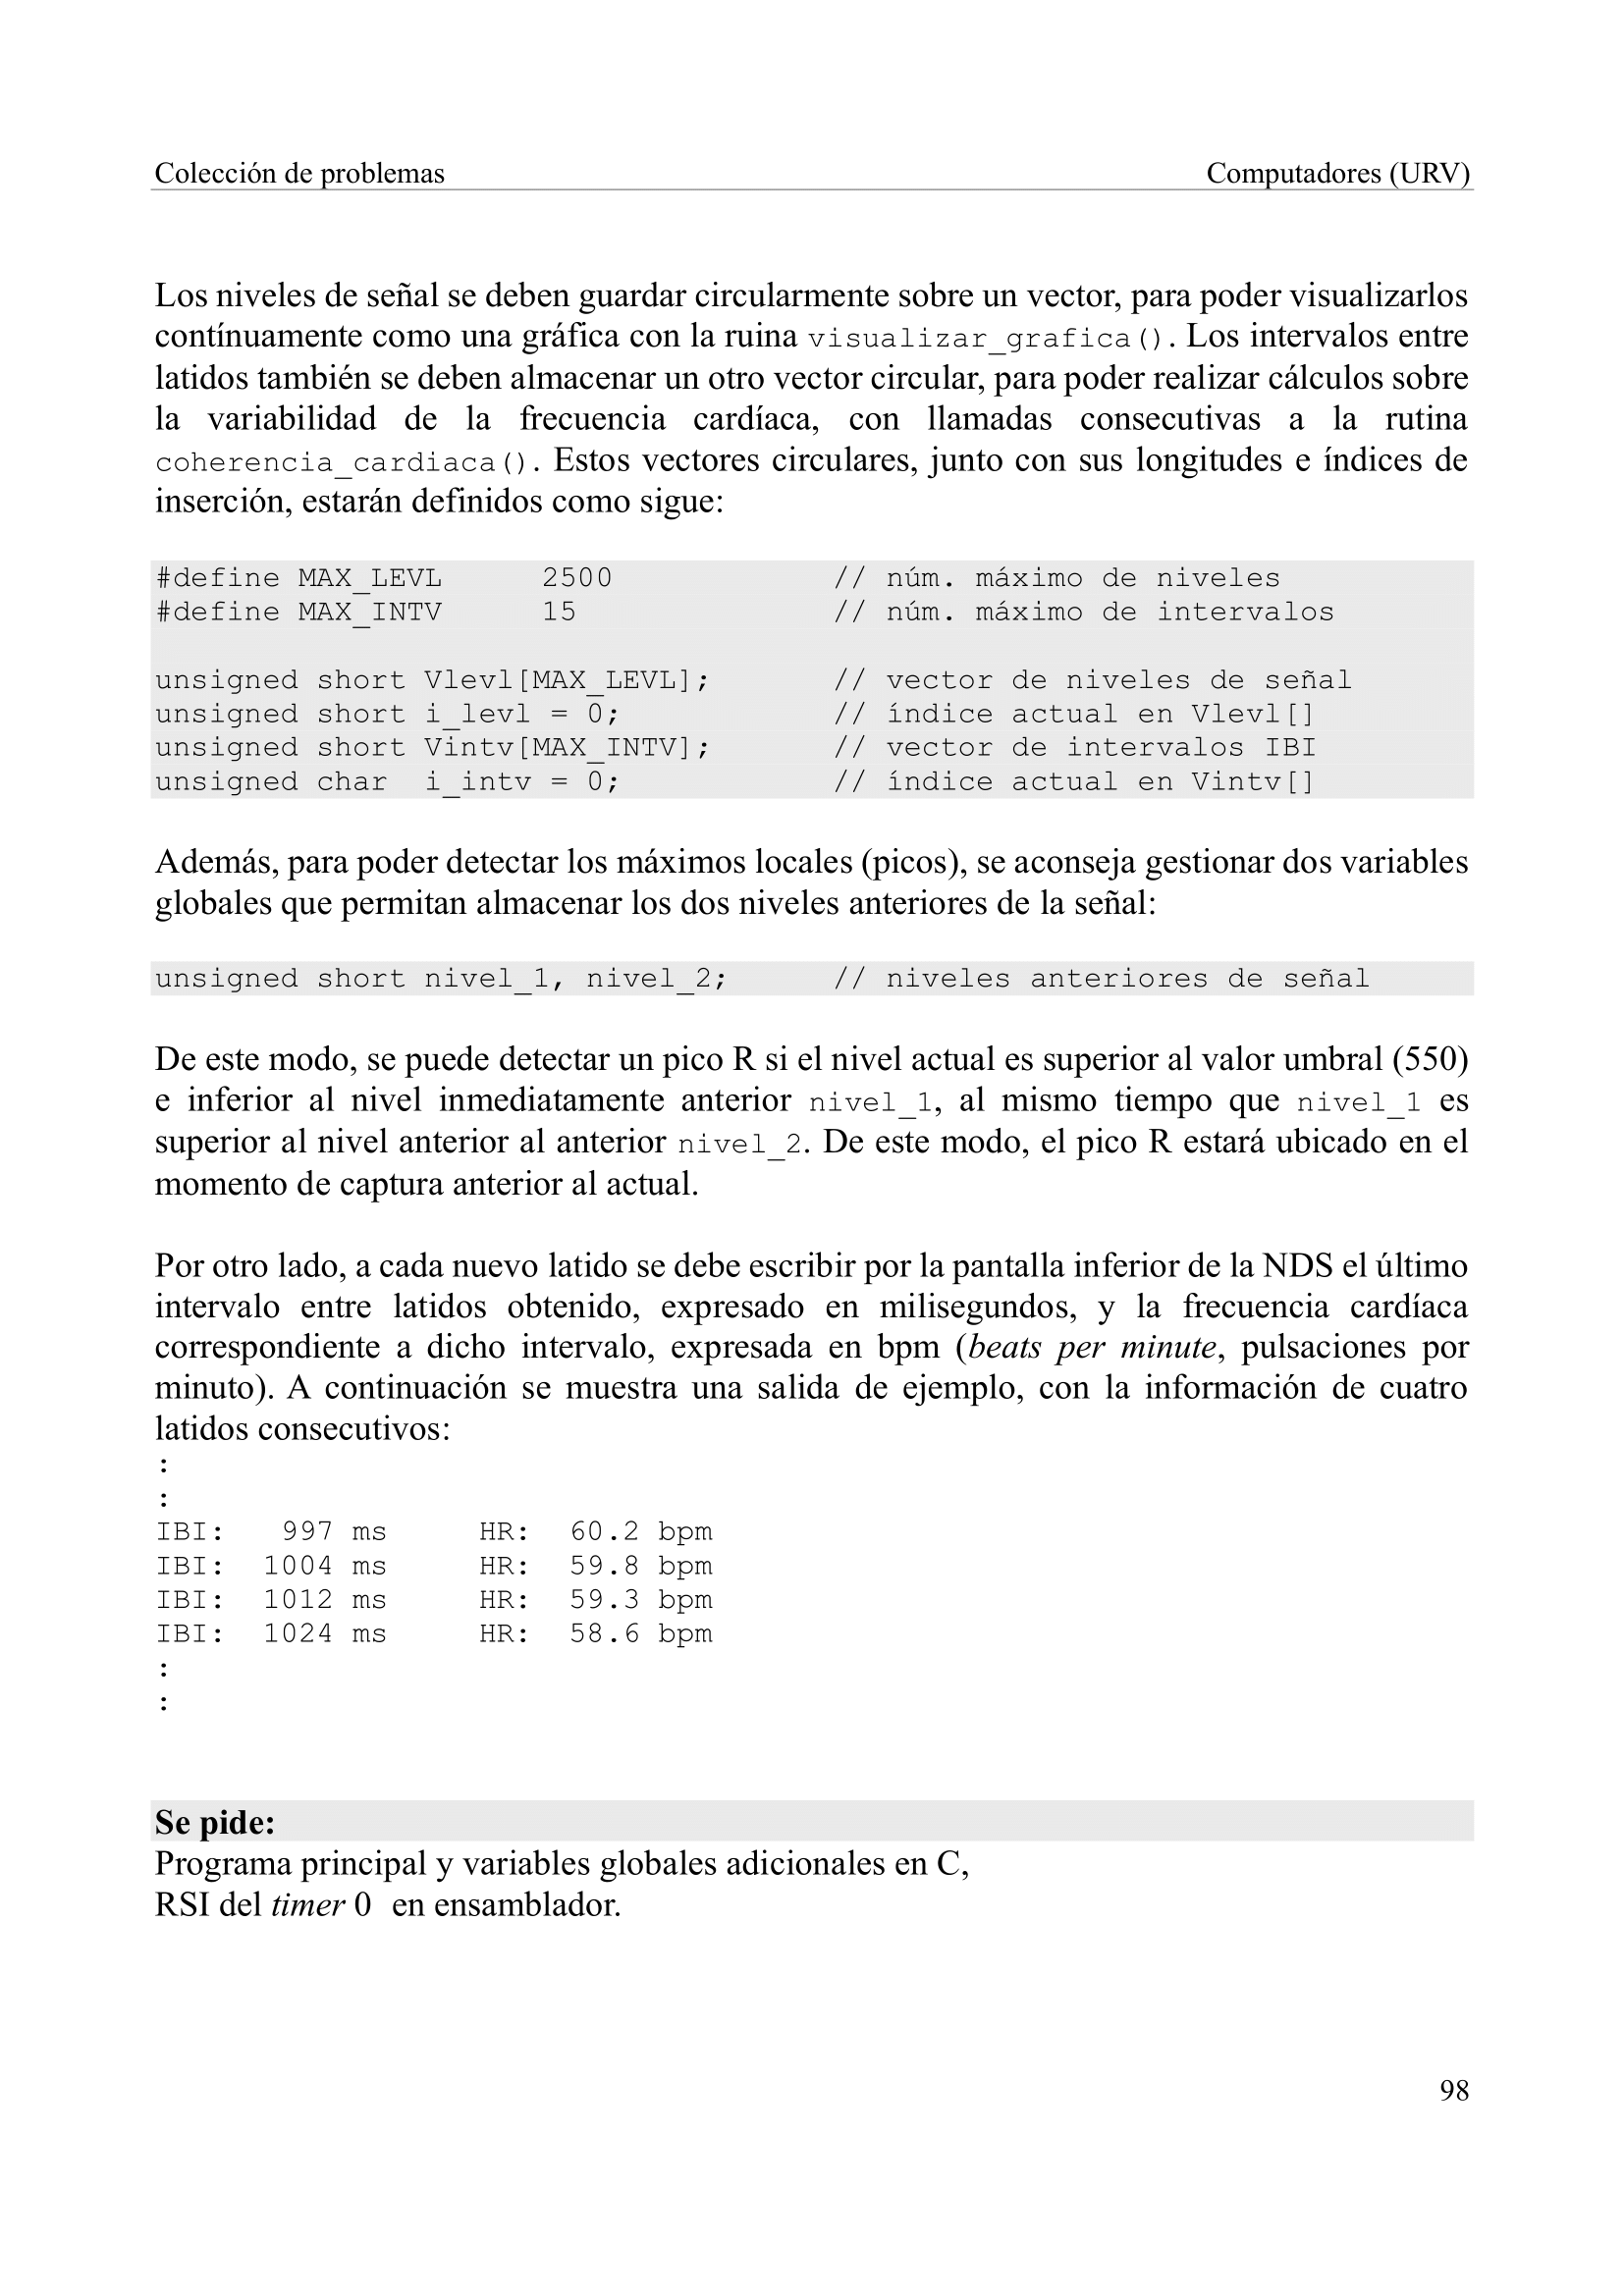 Colección de problemas Computadores (URV)
Los niveles de señal se deben guardar circularmente sobre un vector, para poder visualizarlos
contínuamente como una gráfica con la ruina visualizar_grafica(). Los intervalos entre
latidos también se deben almacenar un otro vector circular, para poder realizar cálculos sobre
la variabilidad de la frecuencia cardíaca, con llamadas consecutivas a la rutina
coherencia_cardiaca(). Estos vectores circulares, junto con sus longitudes e índices de
inserción, estarán definidos como sigue:
#define MAX_LEVL 2500 // núm. máximo de niveles
#define MAX_INTV 15 // núm. máximo de intervalos
unsigned short Vlevl[MAX_LEVL]; // vector de niveles de señal
unsigned short i_levl = 0; // índice actual en Vlevl[]
unsigned short Vintv[MAX_INTV]; // vector de intervalos IBI
unsigned char i_intv = 0; // índice actual en Vintv[]
Además, para poder detectar los máximos locales (picos), se aconseja gestionar dos variables
globales que permitan almacenar los dos niveles anteriores de la señal:
unsigned short nivel_1, nivel_2; // niveles anteriores de señal
De este modo, se puede detectar un pico R si el nivel actual es superior al valor umbral (550)
e inferior al nivel inmediatamente anterior nivel_1, al mismo tiempo que nivel_1 es
superior al nivel anterior al anterior nivel_2. De este modo, el pico R estará ubicado en el
momento de captura anterior al actual.
Por otro lado, a cada nuevo latido se debe escribir por la pantalla inferior de la NDS el último
intervalo entre latidos obtenido, expresado en milisegundos, y la frecuencia cardíaca
correspondiente a dicho intervalo, expresada en bpm (beats per minute, pulsaciones por
minuto). A continuación se muestra una salida de ejemplo, con la información de cuatro
latidos consecutivos:
:
:
IBI: 997 ms HR: 60.2 bpm
IBI: 1004 ms HR: 59.8 bpm
IBI: 1012 ms HR: 59.3 bpm
IBI: 1024 ms HR: 58.6 bpm
:
:
Se pide:
Programa principal y variables globales adicionales en C,
RSI del timer 0 en ensamblador.
98